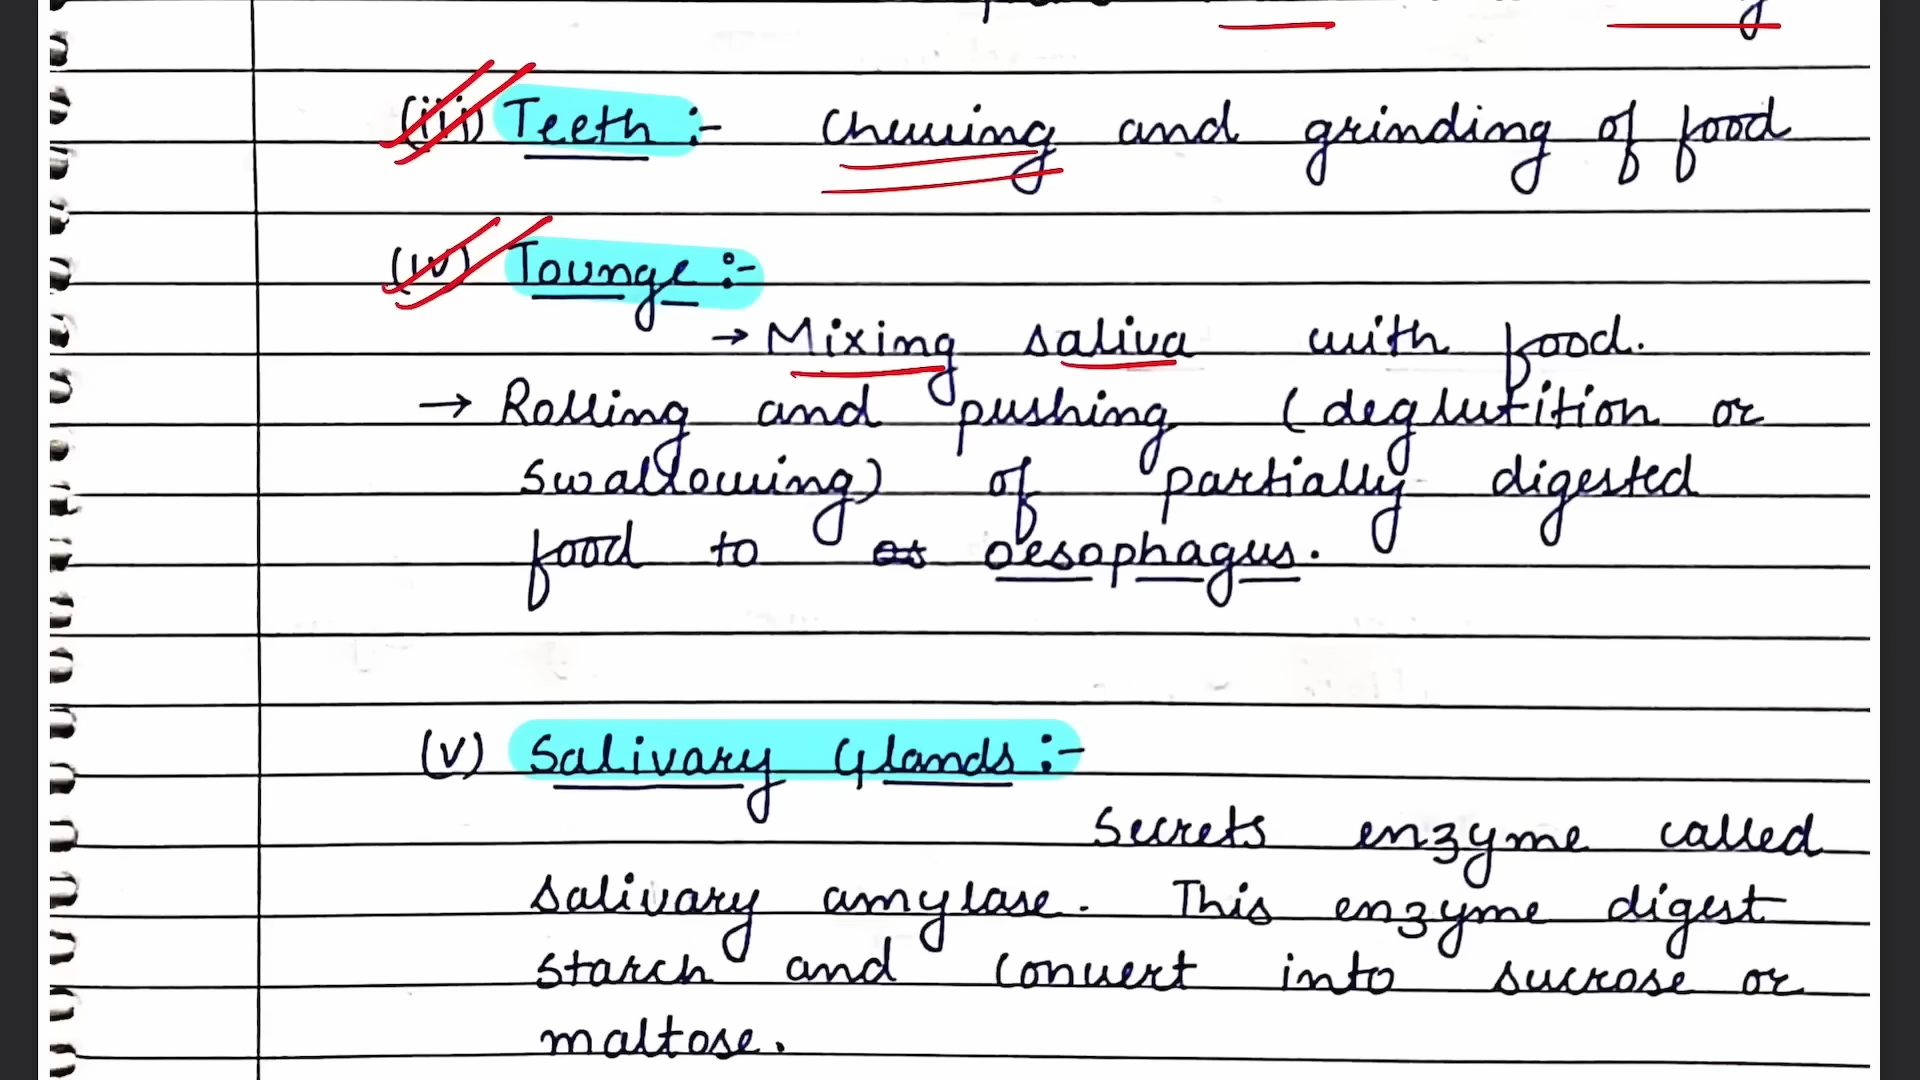 (iii) Teeth :- Chewing and grinding of food
(iv) Tounge :-
→ Mixing saliva with food.
→ Rolling and pushing (deglutition or
swallowing) of partially digested
food to oesophagus.
(v) Salivary Glands :-
Secrets enzyme called
salivary amylase. This enzyme digest
starch and convert into sucrose or
maltose.